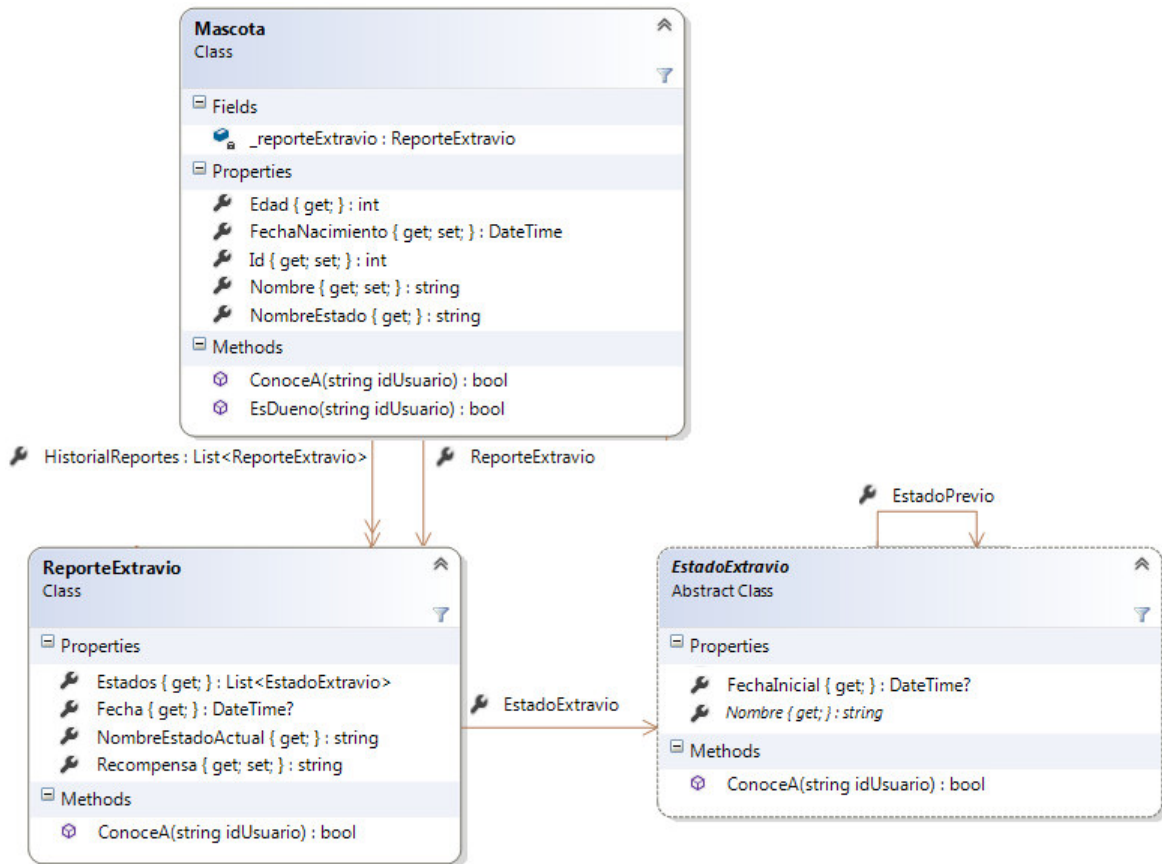 Mascota
Class
Fields
_reporteExtravio : ReporteExtravio
Properties
Edad { get; } : int
FechaNacimiento { get; set; } : DateTime
Id { get; set; } : int
Nombre { get; set; } : string
NombreEstado { get; } : string
Methods
ConoceA(string idUsuario) : bool
EsDueno(string idUsuario) : bool
HistorialReportes : List<ReporteExtravio>
ReporteExtravio
EstadoPrevio
ReporteExtravio
Class
Properties
Estados { get; } : List<EstadoExtravio>
Fecha { get; } : DateTime?
NombreEstadoActual { get; } : string
Recompensa { get; set; } : string
Methods
ConoceA(string idUsuario) : bool
EstadoExtravio
EstadoExtravio
Abstract Class
Properties
FechaInicial { get; } : DateTime?
Nombre { get; } : string
Methods
ConoceA(string idUsuario) : bool